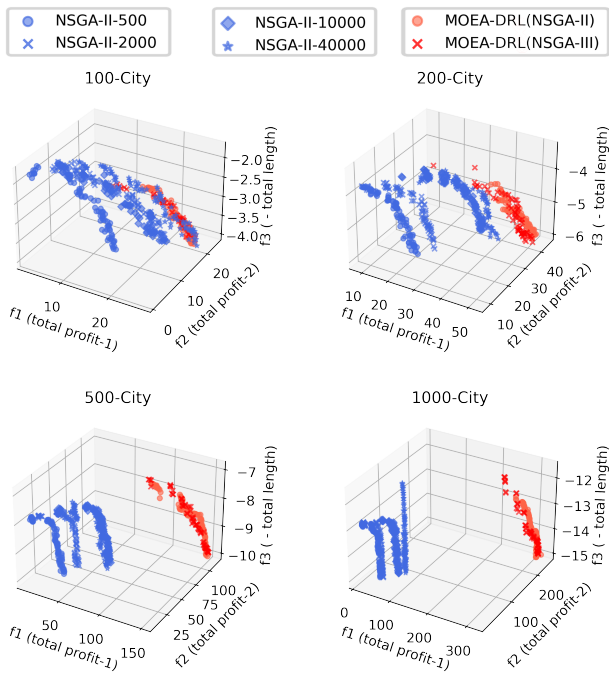 NSGA-II-500 NSGA-II-10000 MOEA-DRL(NSGA-II)
NSGA-II-2000 NSGA-II-40000 MOEA-DRL(NSGA-III)
100-City 200-City
−2.0
−2.5
−3.0
−3.5
−4.0
f3 ( - total length)
10
20
f1 (total profit-1)
0
10
20
f2 (total profit-2)
−4
−5
−6
f3 ( - total length)
10
20
30
40
50
f1 (total profit-1)
10
20
30
40
f2 (total profit-2)
500-City 1000-City
−7
−8
−9
−10
f3 ( - total length)
50
100
150
f1 (total profit-1)
25
50
75
100
f2 (total profit-2)
−12
−13
−14
−15
f3 ( - total length)
0
100
200
300
f1 (total profit-1)
100
200
f2 (total profit-2)